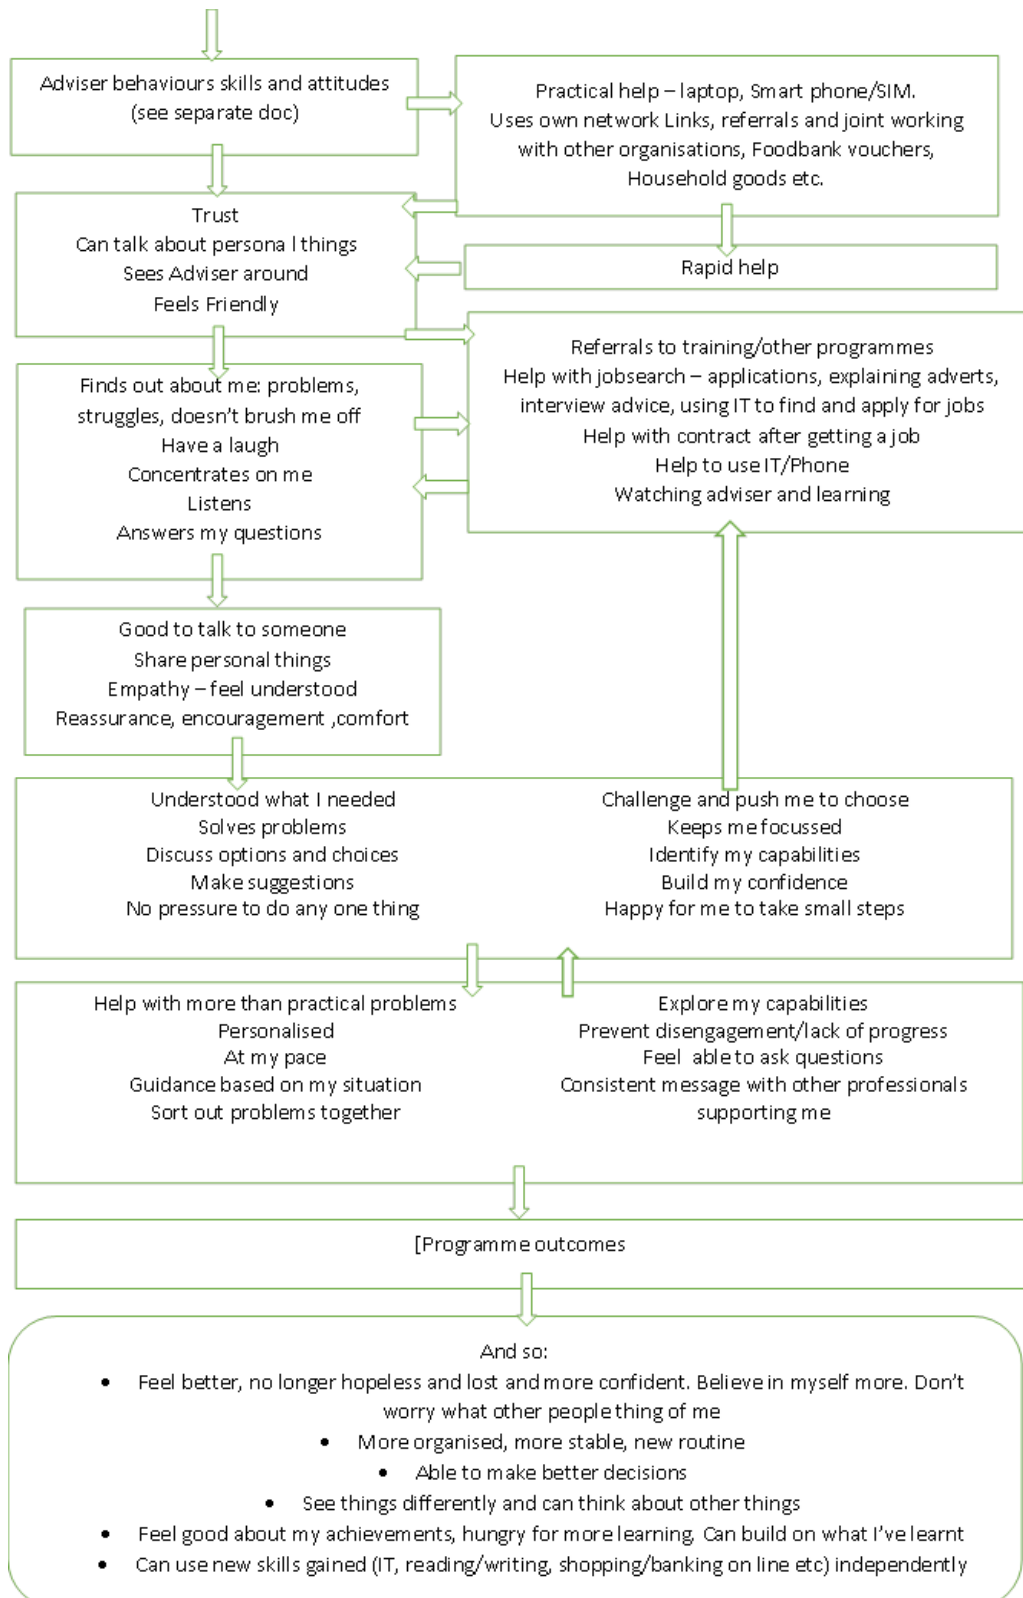 Adviser behaviours skills and attitudes
(see separate doc)
Practical help – laptop, Smart phone/SIM.
Uses own network Links, referrals and joint working
with other organisations, Foodbank vouchers,
Household goods etc.
Trust
Can talk about persona l things
Sees Adviser around
Feels Friendly
Rapid help
Referrals to training/other programmes
Help with jobsearch – applications, explaining adverts,
interview advice, using IT to find and apply for jobs
Help with contract after getting a job
Help to use IT/Phone
Watching adviser and learning
Finds out about me: problems,
struggles, doesn't brush me off
Have a laugh
Concentrates on me
Listens
Answers my questions
Good to talk to someone
Share personal things
Empathy – feel understood
Reassurance, encouragement ,comfort
Understood what I needed
Solves problems
Discuss options and choices
Make suggestions
No pressure to do any one thing
Challenge and push me to choose
Keeps me focussed
Identify my capabilities
Build my confidence
Happy for me to take small steps
Help with more than practical problems
Personalised
At my pace
Guidance based on my situation
Sort out problems together
Explore my capabilities
Prevent disengagement/lack of progress
Feel able to ask questions
Consistent message with other professionals
supporting me
[Programme outcomes
And so:
• Feel better, no longer hopeless and lost and more confident. Believe in myself more. Don't
worry what other people thing of me
• More organised, more stable, new routine
• Able to make better decisions
• See things differently and can think about other things
• Feel good about my achievements, hungry for more learning. Can build on what I've learnt
• Can use new skills gained (IT, reading/writing, shopping/banking on line etc) independently